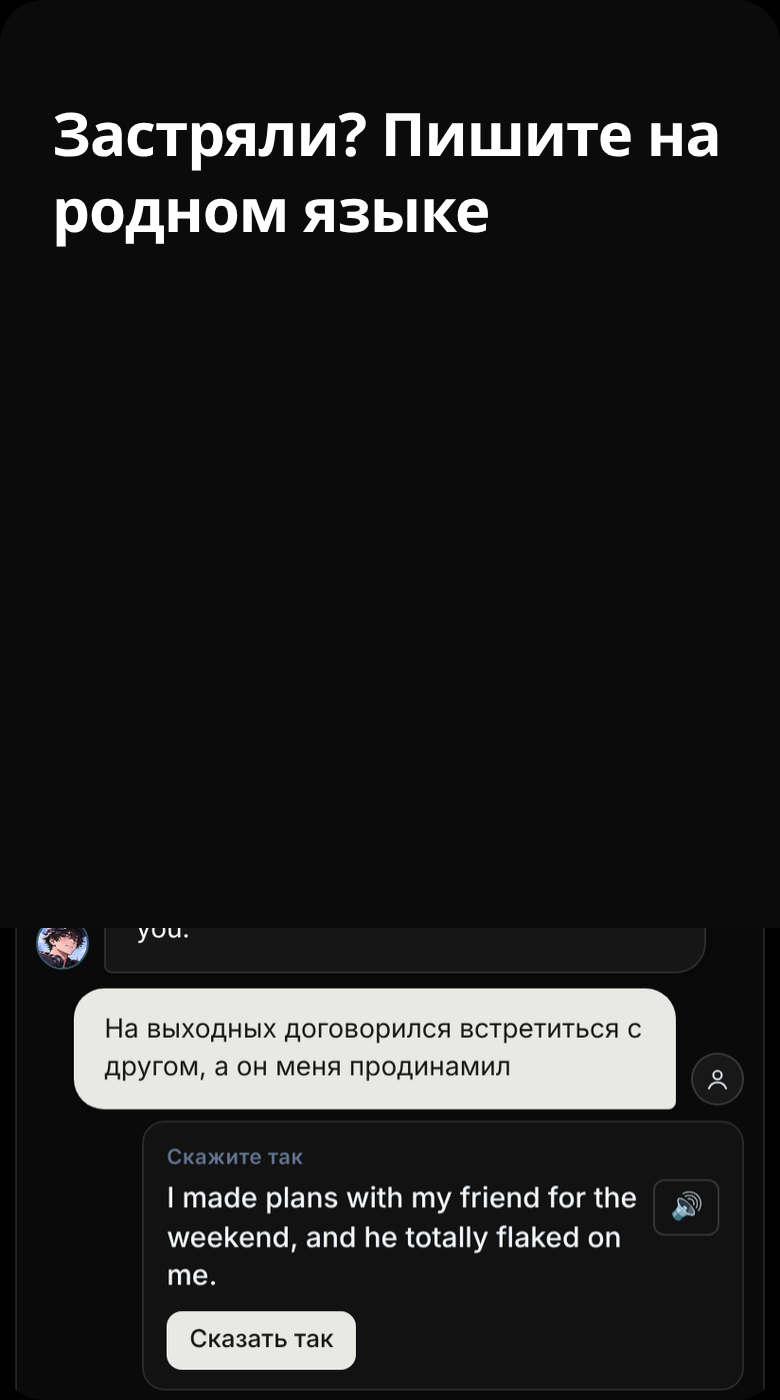 Застряли? Пишите на
родном языке
you.
На выходных договорился встретиться с
другом, а он меня продинамил
Скажите так
I made plans with my friend for the
weekend, and he totally flaked on
me.
Сказать так